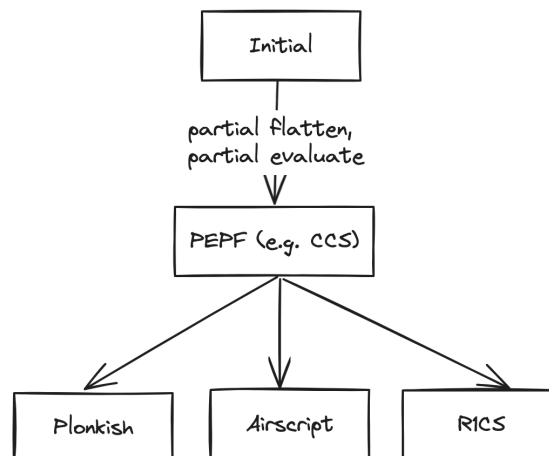 Initial
partial flatten,
partial evaluate
PEPF (e.g. CCS)
Plonkish
Airscript
R1CS